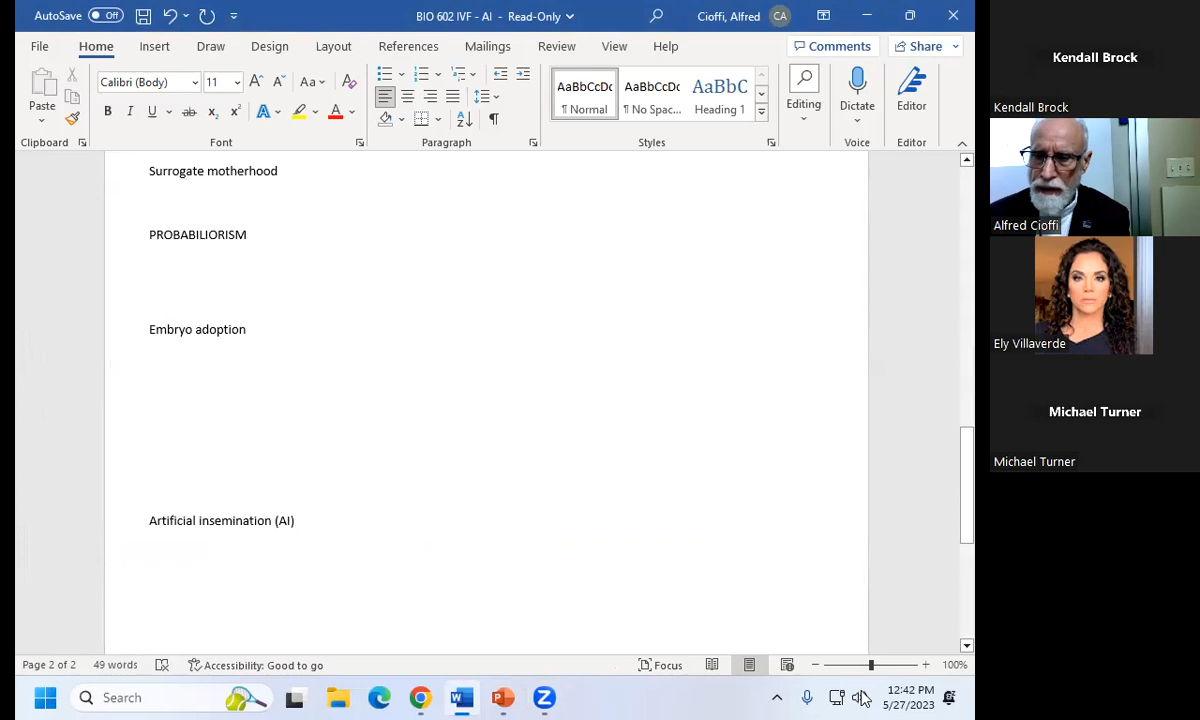 AutoSave Off
BIO 602 IVF - AI - Read-Only
Cioffi, Alfred CA
File Home Insert Draw Design Layout References Mailings Review View Help
Comments Share
Paste
Calibri (Body) 11
Aa
B I U ab x₂ x² A A
AaBbCcDc AaBbCcDc AaBbC
¶ Normal ¶ No Spac... Heading 1
Editing
Dictate
Editor
Clipboard Font Paragraph Styles Voice Editor
Surrogate motherhood
PROBABILIORISM
Embryo adoption
Artificial insemination (AI)
Page 2 of 2 49 words Accessibility: Good to go Focus 100%
Search
12:42 PM
5/27/2023
Kendall Brock
Kendall Brock
Alfred Cioffi
Ely Villaverde
Michael Turner
Michael Turner